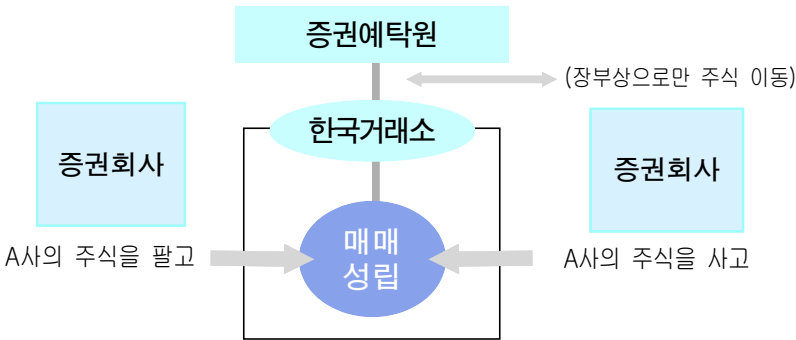 증권예탁원
(장부상으로만 주식 이동)
한국거래소
증권회사
증권회사
매매
성립
A사의 주식을 팔고
A사의 주식을 사고